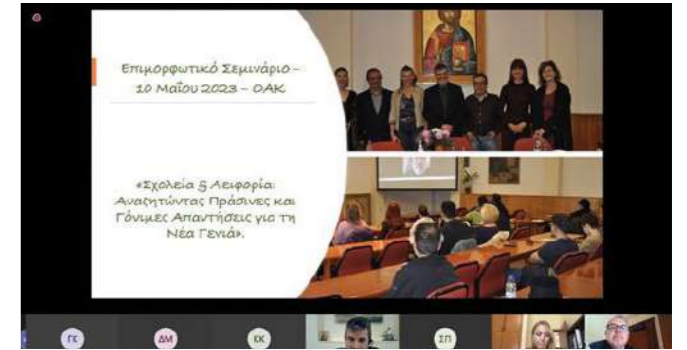 Επιμορφωτικό Σεμινάριο –
10 Μαΐου 2023 – ΟΑΚ
«Σχολεία & Αειφορία:
Αναζητώντας Πράσινες και
Γόνιμες Απαντήσεις για τη
Νέα Γενιά».
ΓΚ ΔΜ ΚΚ ΣΠ